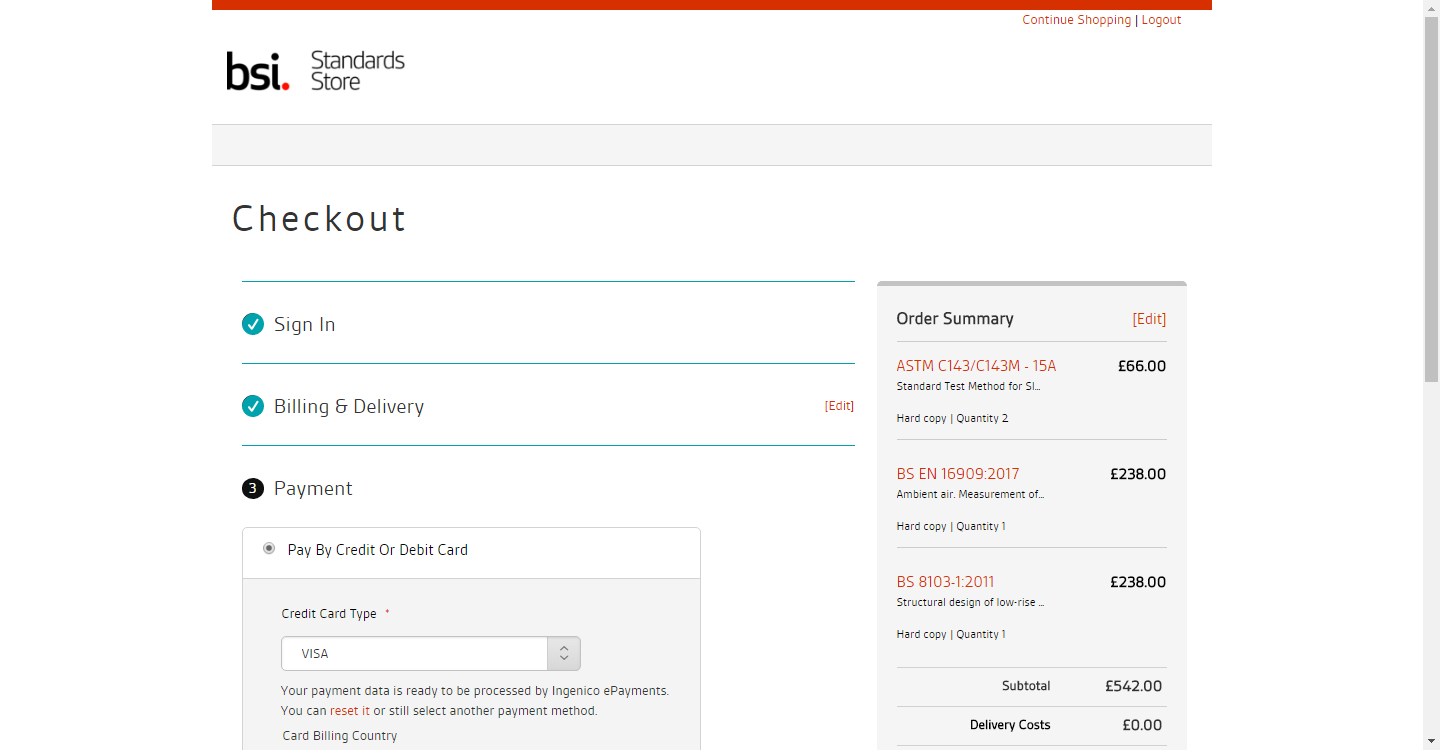 Continue Shopping | Logout
bsi. Standards Store
Checkout
Sign In
Billing & Delivery [Edit]
3 Payment
Pay By Credit Or Debit Card
Credit Card Type *
VISA
Your payment data is ready to be processed by Ingenico ePayments.
You can reset it or still select another payment method.
Card Billing Country
Order Summary [Edit]
ASTM C143/C143M - 15A £66.00
Standard Test Method for Sl...
Hard copy | Quantity 2
BS EN 16909:2017 £238.00
Ambient air. Measurement of...
Hard copy | Quantity 1
BS 8103-1:2011 £238.00
Structural design of low-rise ...
Hard copy | Quantity 1
Subtotal £542.00
Delivery Costs £0.00